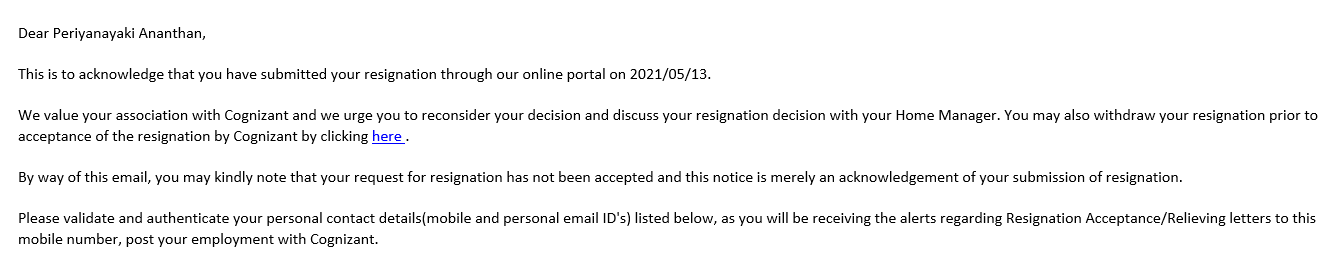 Dear Periyanayaki Ananthan,
This is to acknowledge that you have submitted your resignation through our online portal on 2021/05/13.
We value your association with Cognizant and we urge you to reconsider your decision and discuss your resignation decision with your Home Manager. You may also withdraw your resignation prior to
acceptance of the resignation by Cognizant by clicking here .
By way of this email, you may kindly note that your request for resignation has not been accepted and this notice is merely an acknowledgement of your submission of resignation.
Please validate and authenticate your personal contact details(mobile and personal email ID's) listed below, as you will be receiving the alerts regarding Resignation Acceptance/Relieving letters to this
mobile number, post your employment with Cognizant.